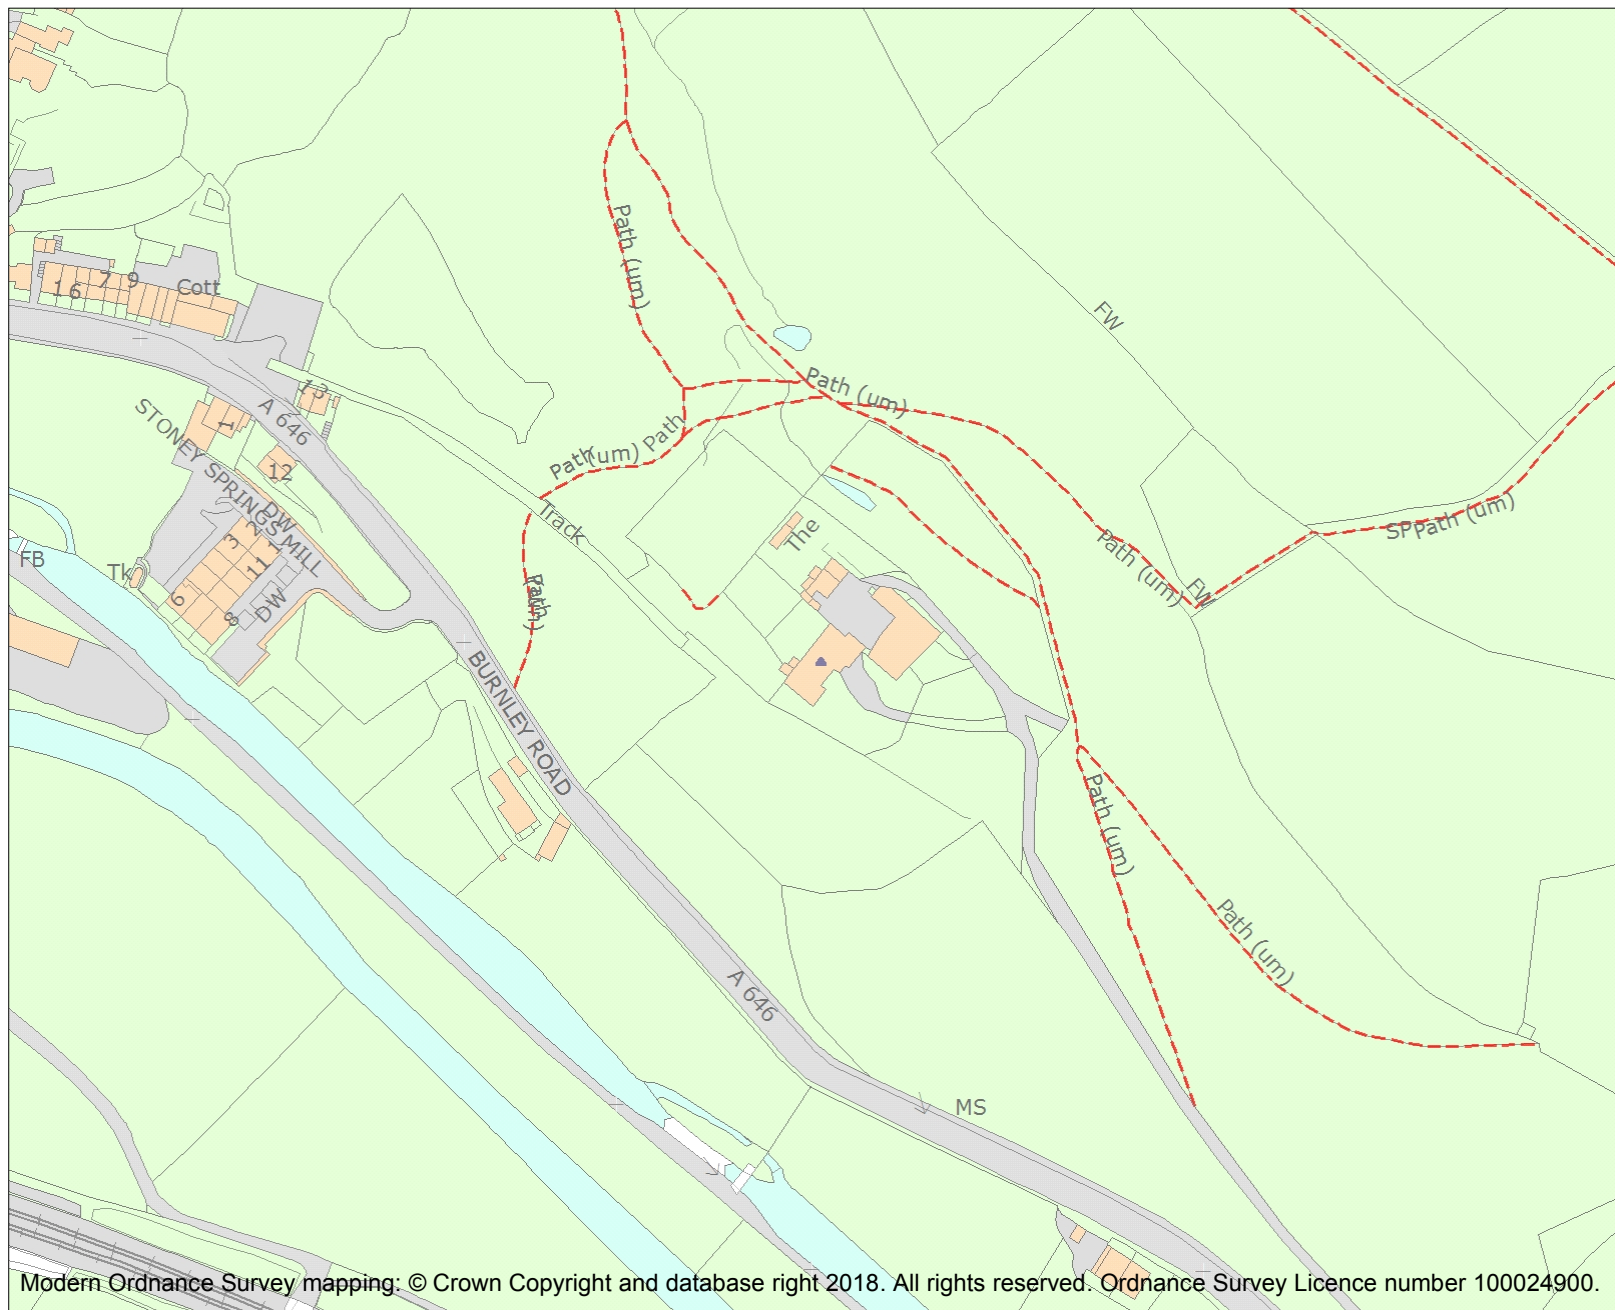 Path (um)
1 6 7 9
Cott
FW
13
Path (um)
A 646
1
STONEY SPRINGS MILL
Path
Path (um)
12
SP Path (um)
DW
2
3
1
11
Track
The
Path (um)
FB
Tk
FW
6
8
DW
Path (um)
BURNLEY ROAD
Path (um)
Path (um)
A 646
MS
Modern Ordnance Survey mapping: © Crown Copyright and database right 2018. All rights reserved. Ordnance Survey Licence number 100024900.